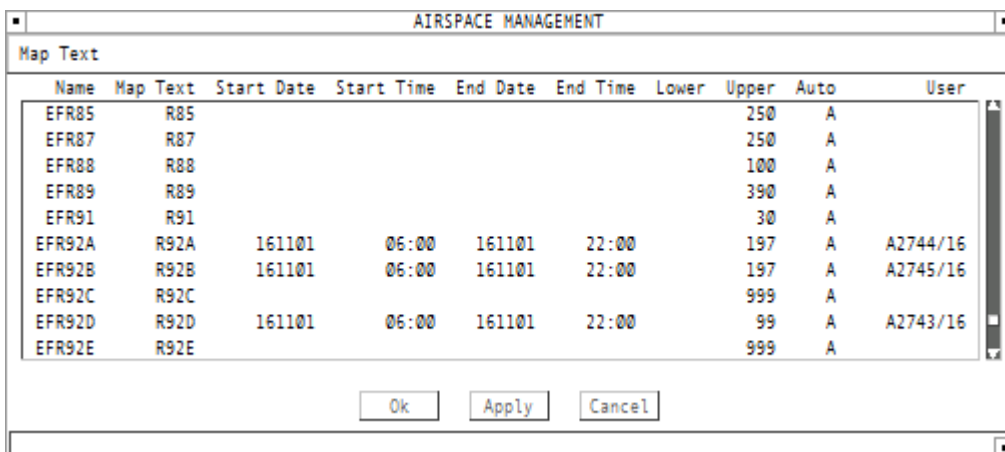 AIRSPACE MANAGEMENT
Map Text
Name Map Text Start Date Start Time End Date End Time Lower Upper Auto User
EFR85 R85 250 A
EFR87 R87 250 A
EFR88 R88 100 A
EFR89 R89 390 A
EFR91 R91 30 A
EFR92A R92A 161101 06:00 161101 22:00 197 A A2744/16
EFR92B R92B 161101 06:00 161101 22:00 197 A A2745/16
EFR92C R92C 999 A
EFR92D R92D 161101 06:00 161101 22:00 99 A A2743/16
EFR92E R92E 999 A
Ok Apply Cancel